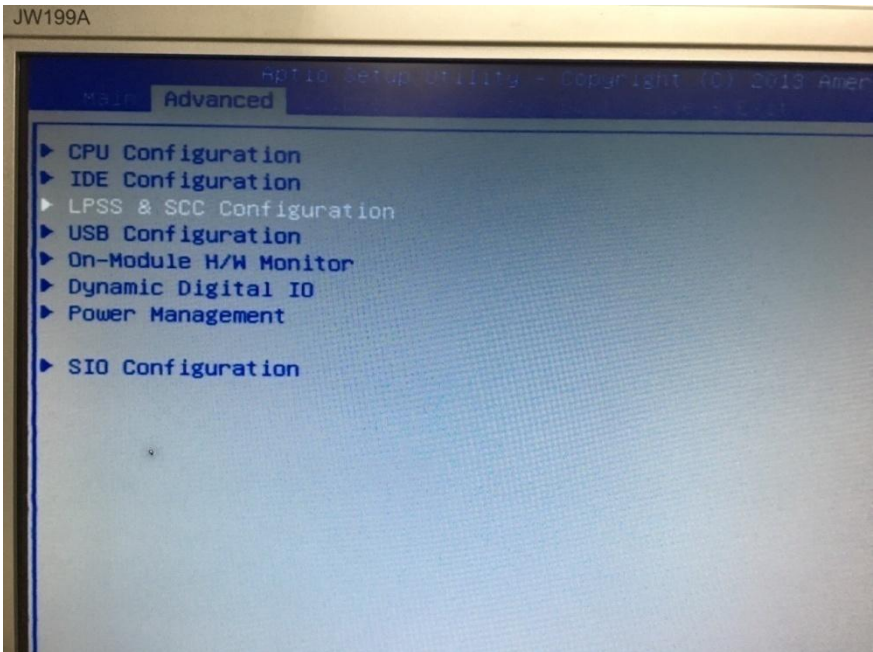 JW199A
Aptio Setup Utility - Copyright (C) 2013 Amer
Main Advanced
CPU Configuration
IDE Configuration
LPSS & SCC Configuration
USB Configuration
On-Module H/W Monitor
Dynamic Digital IO
Power Management
SIO Configuration